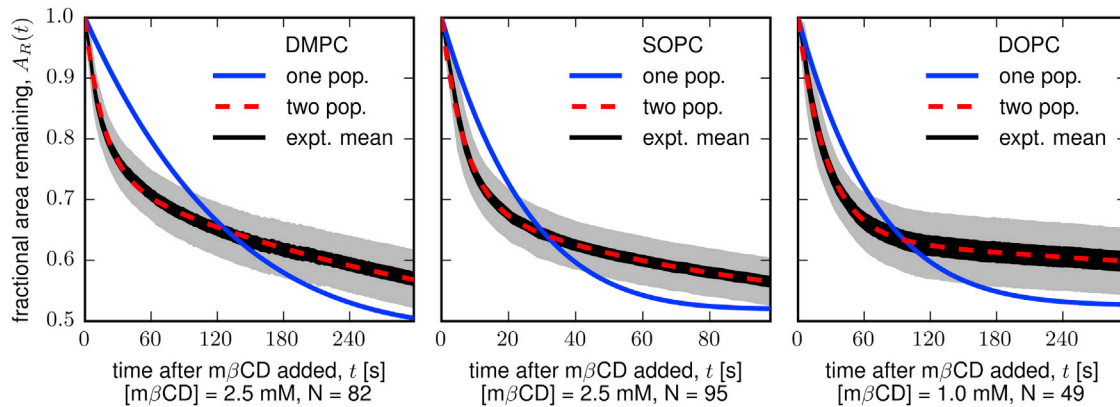 fractional area remaining, A_R(t)
1.0
0.9
0.8
0.7
0.6
0.5
DMPC
one pop.
two pop.
expt. mean
0 60 120 180 240
time after mβCD added, t [s]
[mβCD] = 2.5 mM, N = 82
SOPC
one pop.
two pop.
expt. mean
0 20 40 60 80
time after mβCD added, t [s]
[mβCD] = 2.5 mM, N = 95
DOPC
one pop.
two pop.
expt. mean
0 60 120 180 240
time after mβCD added, t [s]
[mβCD] = 1.0 mM, N = 49